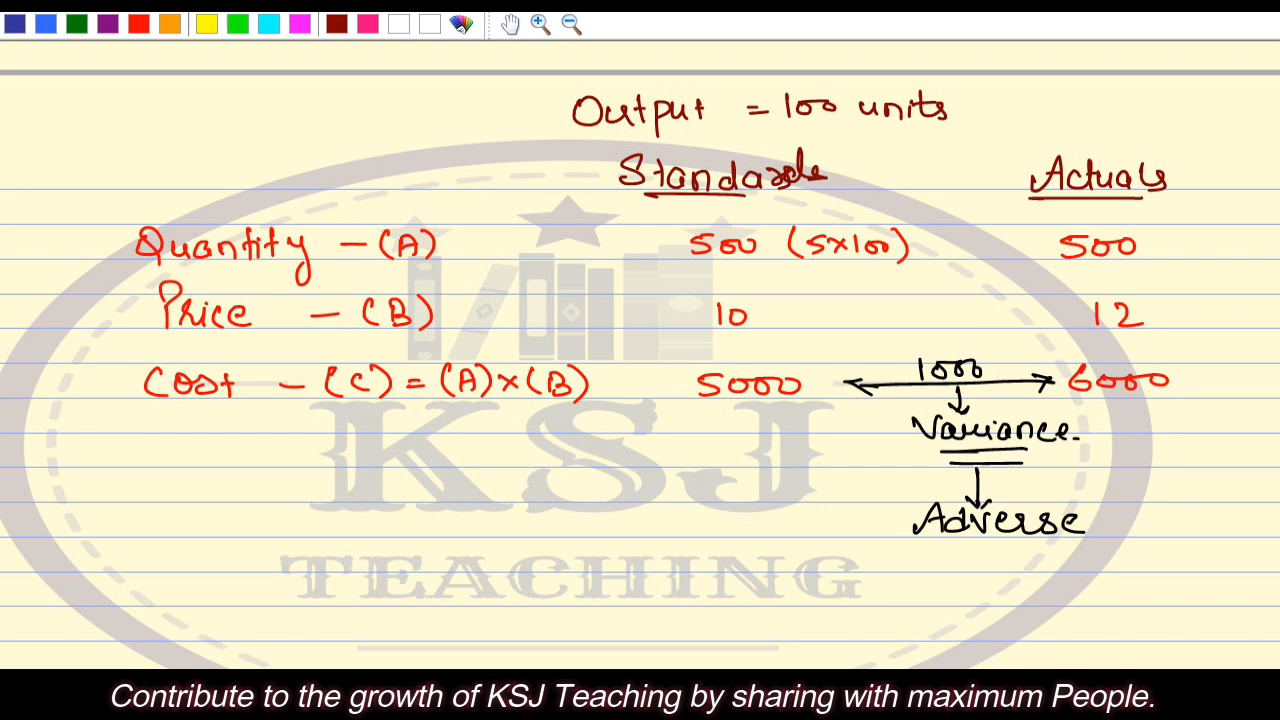 Output = 100 units
Standards Actuals
Quantity - (A) 500 (5x100) 500
Price - (B) 10 12
Cost - (C) = (A)x(B) 5000 1000 6000
Variance.
Adverse
KSJ
TEACHING
Contribute to the growth of KSJ Teaching by sharing with maximum People.